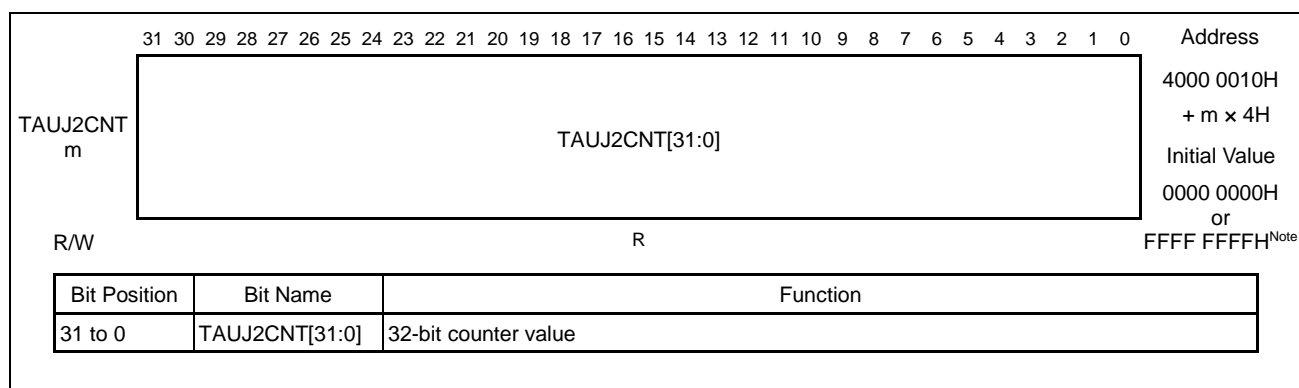 31 30 29 28 27 26 25 24 23 22 21 20 19 18 17 16 15 14 13 12 11 10 9 8 7 6 5 4 3 2 1 0 Address
TAUJ2CNT
m
TAUJ2CNT[31:0]
4000 0010H
+ m × 4H
Initial Value
0000 0000H
or
FFFF FFFFHNote
R/W R
Bit Position Bit Name Function
31 to 0 TAUJ2CNT[31:0] 32-bit counter value